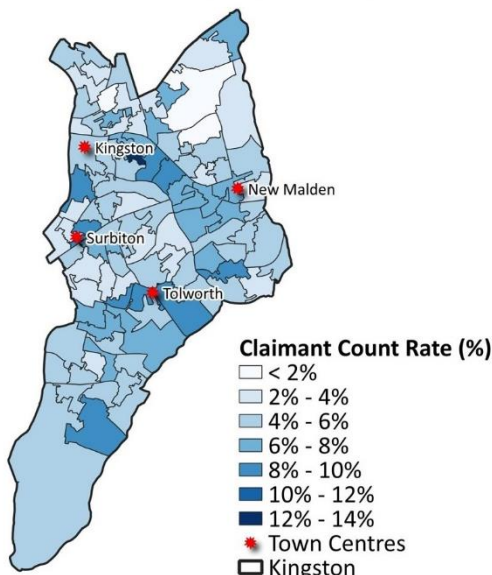 Kingston
New Malden
Surbiton
Tolworth
Claimant Count Rate (%)
< 2%
2% - 4%
4% - 6%
6% - 8%
8% - 10%
10% - 12%
12% - 14%
Town Centres
Kingston